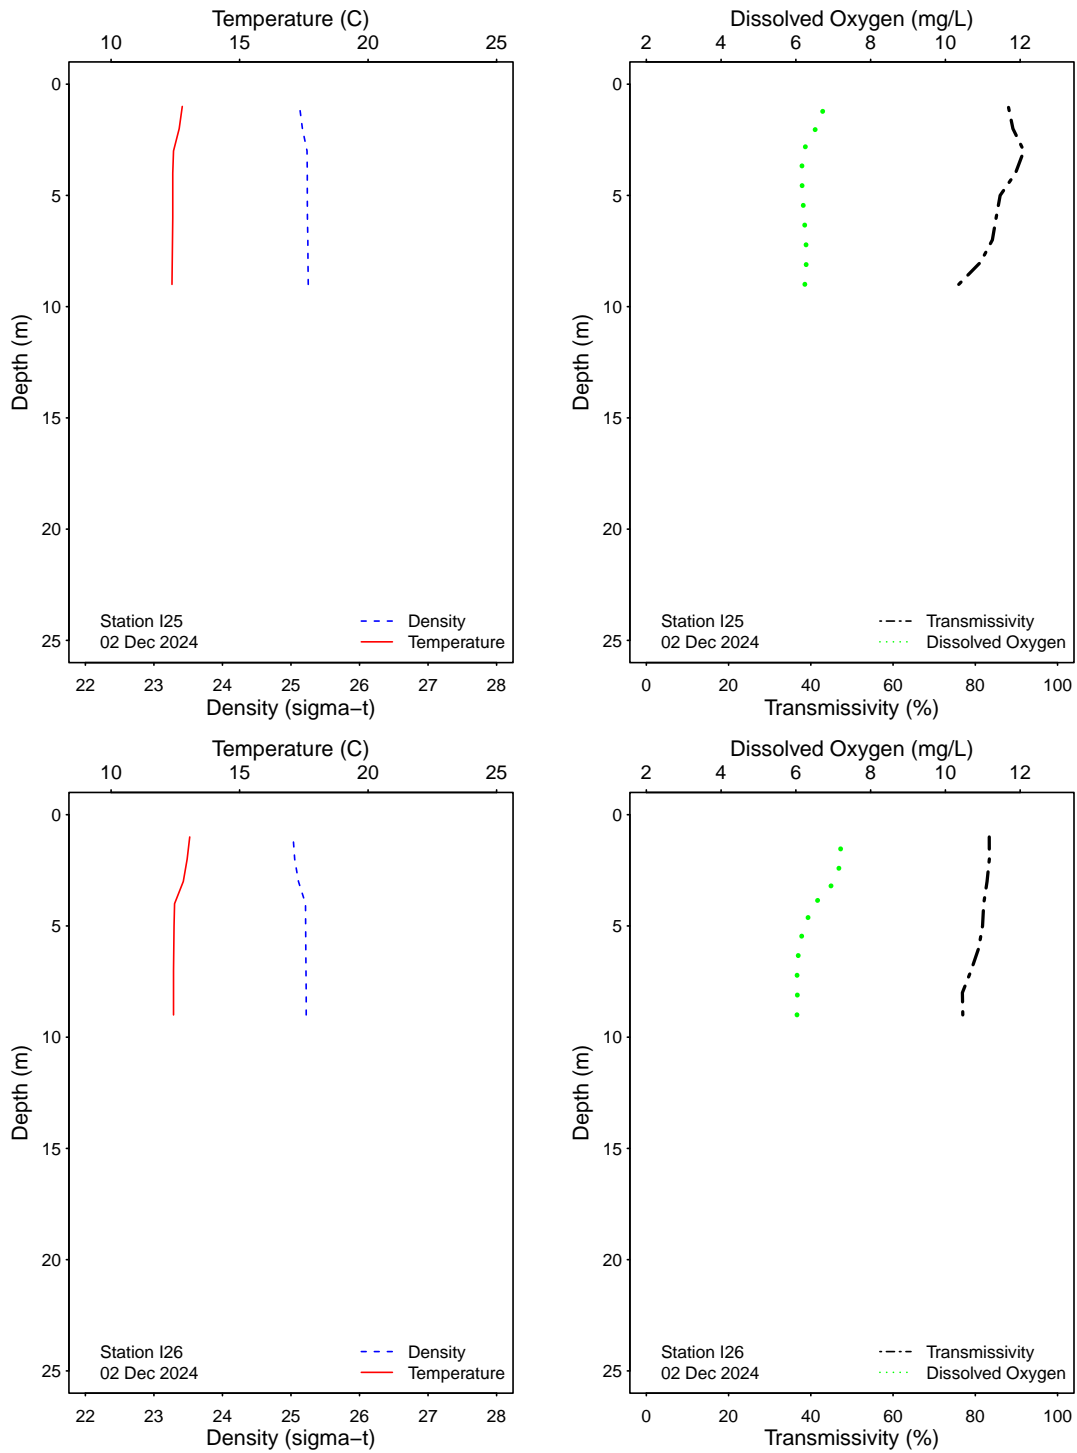 Temperature (C)
10 15 20 25
0
5
10
15
20
25
Depth (m)
Station I25
02 Dec 2024
Density
Temperature
22 23 24 25 26 27 28
Density (sigma−t)
Dissolved Oxygen (mg/L)
2 4 6 8 10 12
0
5
10
15
20
25
Depth (m)
Station I25
02 Dec 2024
Transmissivity
Dissolved Oxygen
0 20 40 60 80 100
Transmissivity (%)
Temperature (C)
10 15 20 25
0
5
10
15
20
25
Depth (m)
Station I26
02 Dec 2024
Density
Temperature
22 23 24 25 26 27 28
Density (sigma−t)
Dissolved Oxygen (mg/L)
2 4 6 8 10 12
0
5
10
15
20
25
Depth (m)
Station I26
02 Dec 2024
Transmissivity
Dissolved Oxygen
0 20 40 60 80 100
Transmissivity (%)